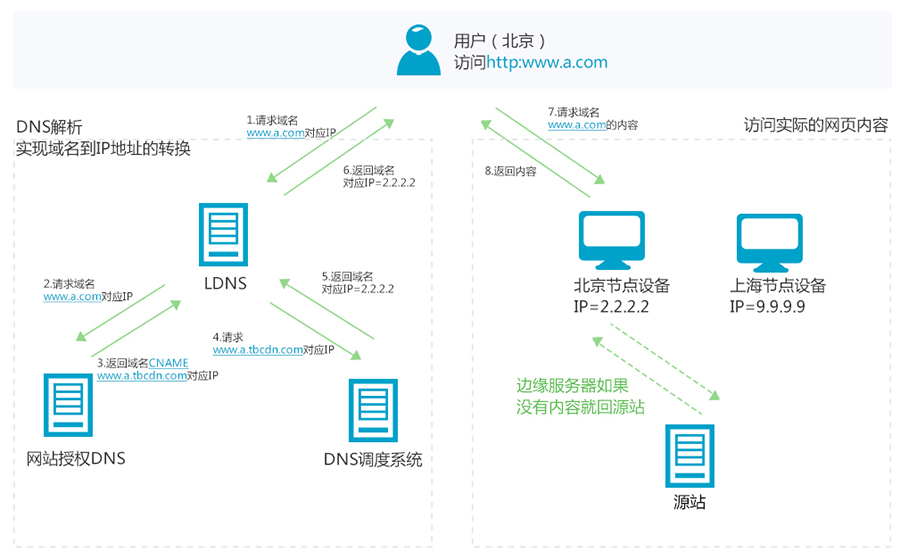 用户（北京）
访问http:www.a.com
DNS解析
实现域名到IP地址的转换
1.请求域名
www.a.com对应IP
6.返回域名
对应IP=2.2.2.2
LDNS
2.请求域名
www.a.com对应IP
5.返回域名
对应IP=2.2.2.2
4.请求
www.a.tbcdn.com对应IP
3.返回域名CNAME
www.a.tbcdn.com对应IP
网站授权DNS
DNS调度系统
7.请求域名
www.a.com的内容
访问实际的网页内容
8.返回内容
北京节点设备
IP=2.2.2.2
上海节点设备
IP=9.9.9.9
边缘服务器如果
没有内容就回源站
源站